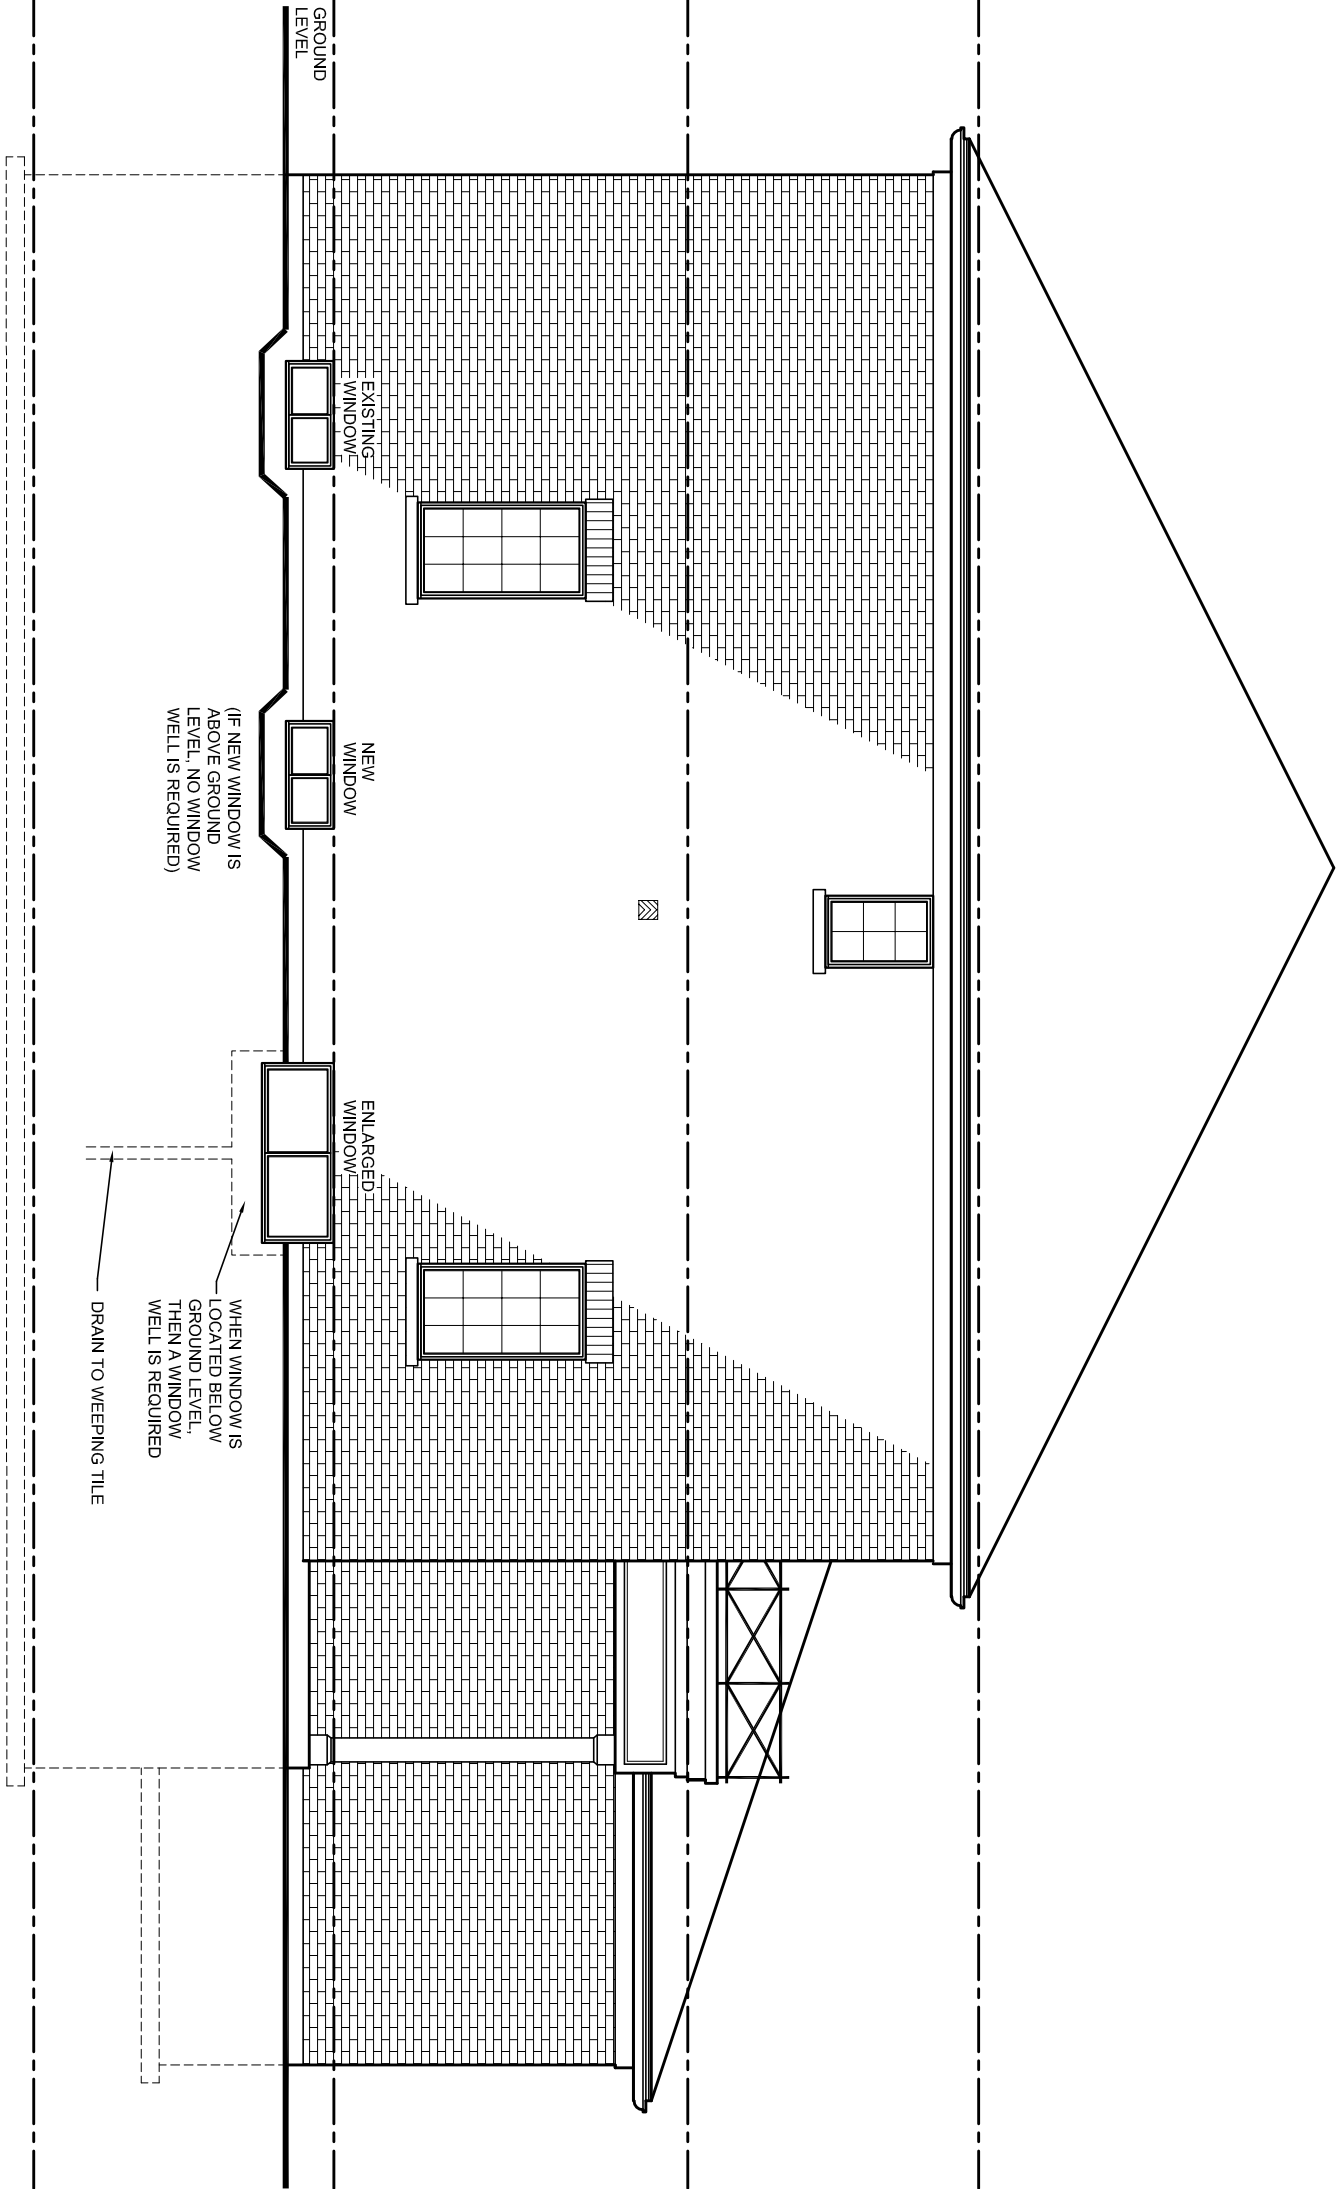 GROUND
LEVEL
EXISTING
WINDOW
NEW
WINDOW
(IF NEW WINDOW IS
ABOVE GROUND
LEVEL, NO WINDOW
WELL IS REQUIRED)
ENLARGED
WINDOW
WHEN WINDOW IS
LOCATED BELOW
GROUND LEVEL,
THEN A WINDOW
WELL IS REQUIRED
DRAIN TO WEEPING TILE